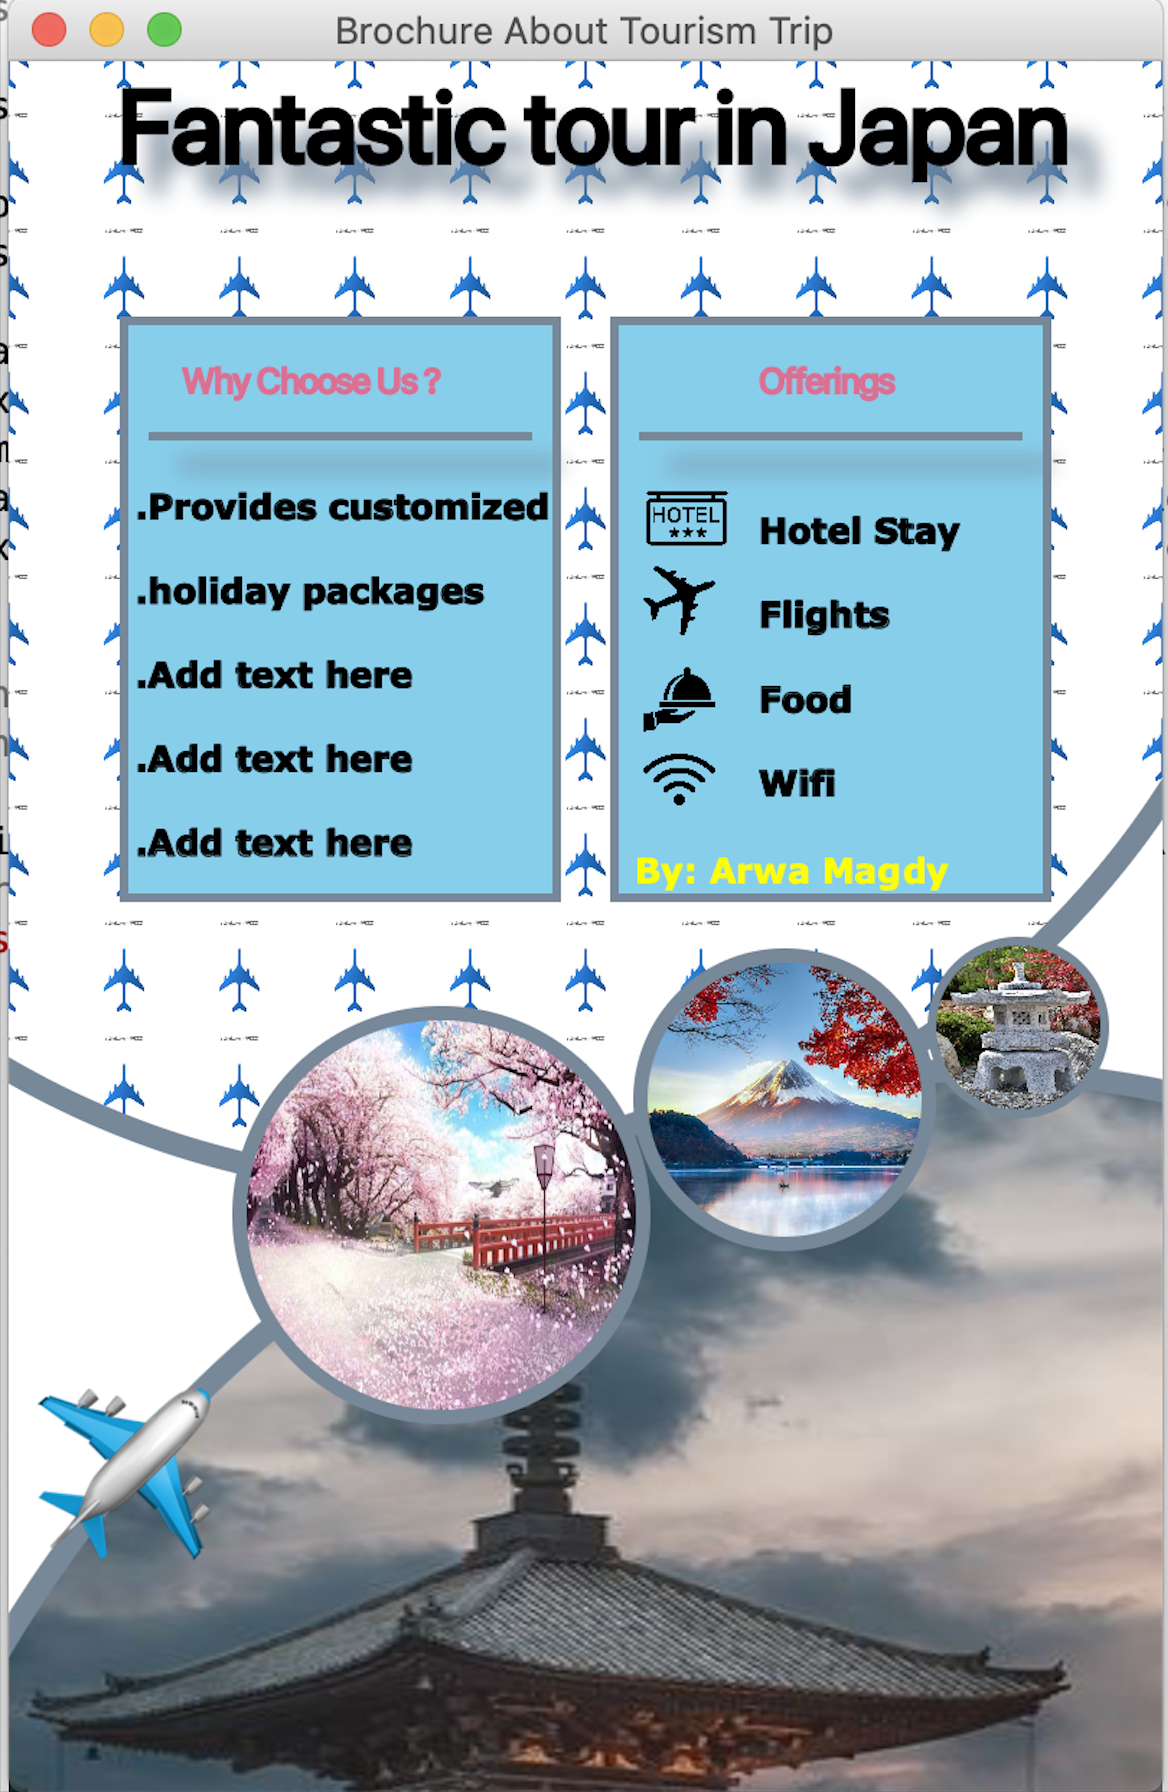 Brochure About Tourism Trip
Fantastic tour in Japan
Why Choose Us ?
.Provides customized
.holiday packages
.Add text here
.Add text here
.Add text here
Offerings
HOTEL
Hotel Stay
Flights
Food
Wifi
By: Arwa Magdy